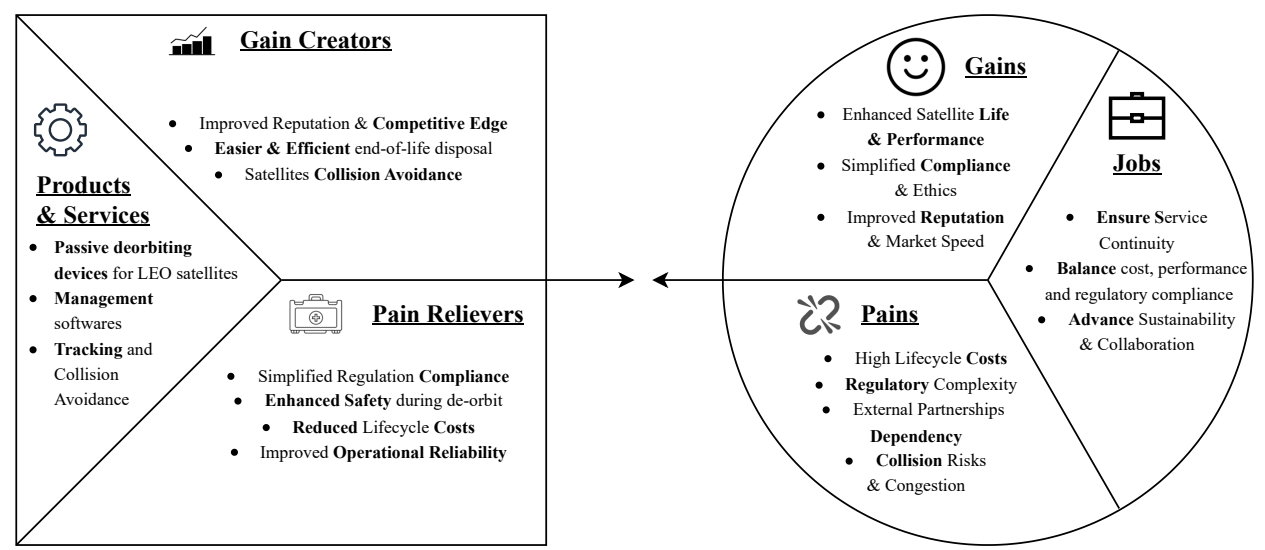 Gain Creators
• Improved Reputation & Competitive Edge
• Easier & Efficient end-of-life disposal
• Satellites Collision Avoidance
Products
& Services
• Passive deorbiting
devices for LEO satellites
• Management
softwares
• Tracking and
Collision
Avoidance
Pain Relievers
• Simplified Regulation Compliance
• Enhanced Safety during de-orbit
• Reduced Lifecycle Costs
• Improved Operational Reliability
Gains
• Enhanced Satellite Life
& Performance
• Simplified Compliance
& Ethics
• Improved Reputation
& Market Speed
Jobs
• Ensure Service
Continuity
• Balance cost, performance
and regulatory compliance
• Advance Sustainability
& Collaboration
Pains
• High Lifecycle Costs
• Regulatory Complexity
• External Partnerships
Dependency
• Collision Risks
& Congestion